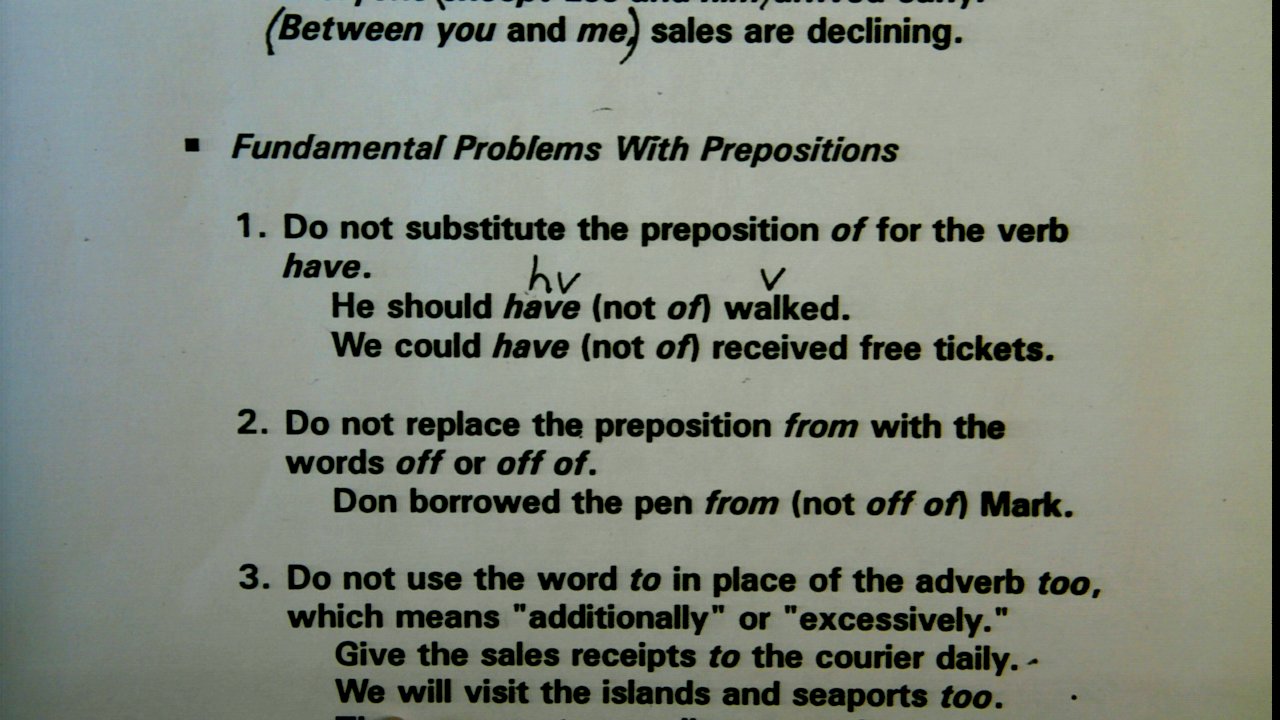 (Between you and me,) sales are declining.
■ Fundamental Problems With Prepositions
1. Do not substitute the preposition of for the verb
have.
hv v
He should have (not of) walked.
We could have (not of) received free tickets.
2. Do not replace the preposition from with the
words off or off of.
Don borrowed the pen from (not off of) Mark.
3. Do not use the word to in place of the adverb too,
which means "additionally" or "excessively."
Give the sales receipts to the courier daily.
We will visit the islands and seaports too.